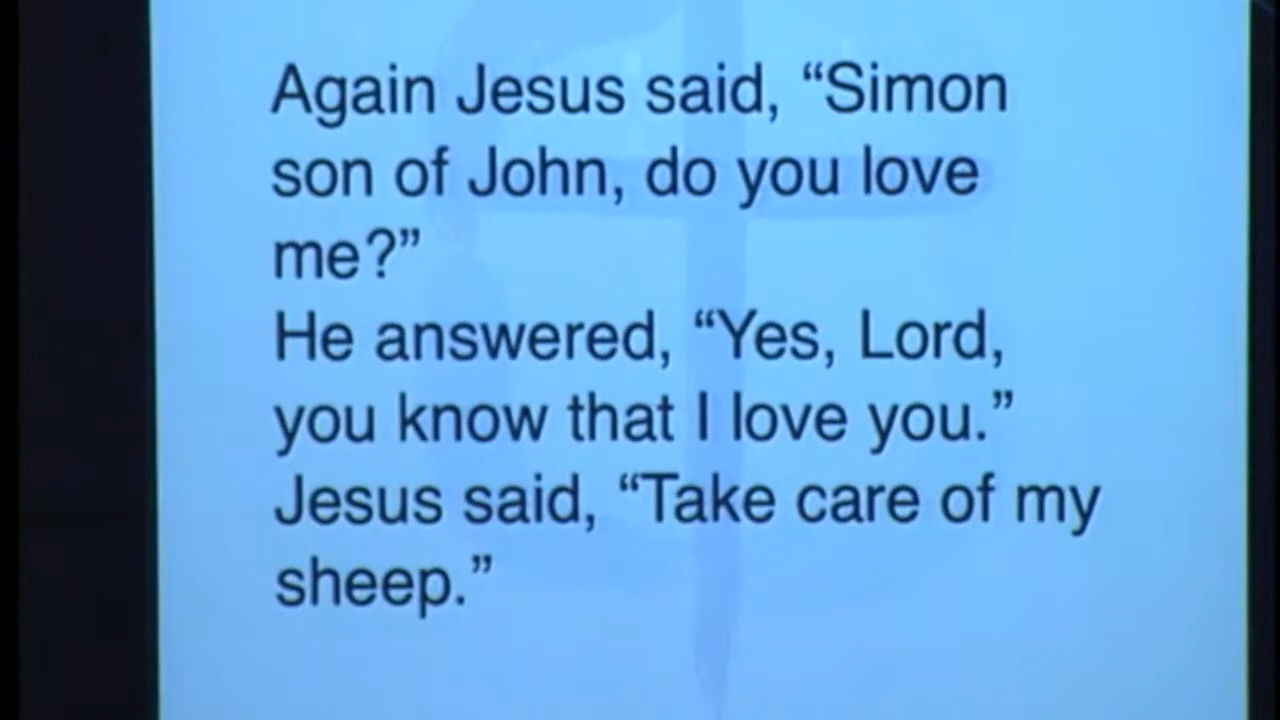 Again Jesus said, “Simon
son of John, do you love
me?”
He answered, “Yes, Lord,
you know that I love you.”
Jesus said, “Take care of my
sheep.”